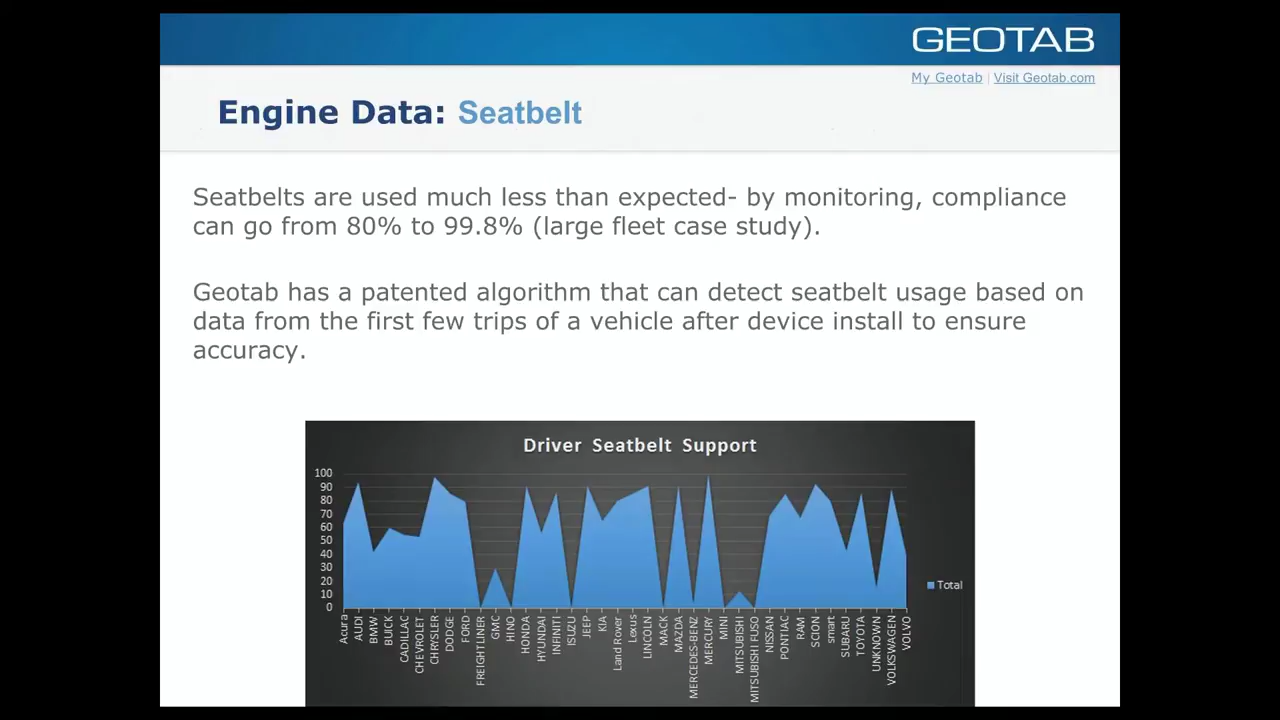 GEOTAB
My Geotab | Visit Geotab.com
Engine Data: Seatbelt
Seatbelts are used much less than expected- by monitoring, compliance
can go from 80% to 99.8% (large fleet case study).
Geotab has a patented algorithm that can detect seatbelt usage based on
data from the first few trips of a vehicle after device install to ensure
accuracy.
Driver Seatbelt Support
100
90
80
70
60
50
40
30
20
10
0
Total
Acura
AUDI
BMW
BUICK
CADILLAC
CHEVROLET
CHRYSLER
DODGE
FORD
FREIGHTLINER
GMC
HINO
HONDA
HYUNDAI
INFINITI
ISUZU
JEEP
KIA
Land Rover
Lexus
LINCOLN
MACK
MAZDA
MERCEDES-BENZ
MERCURY
MINI
MITSUBISHI
MITSUBISHI FUSO
NISSAN
PONTIAC
RAM
SCION
smart
SUBARU
TOYOTA
UNKNOWN
VOLKSWAGEN
VOLVO